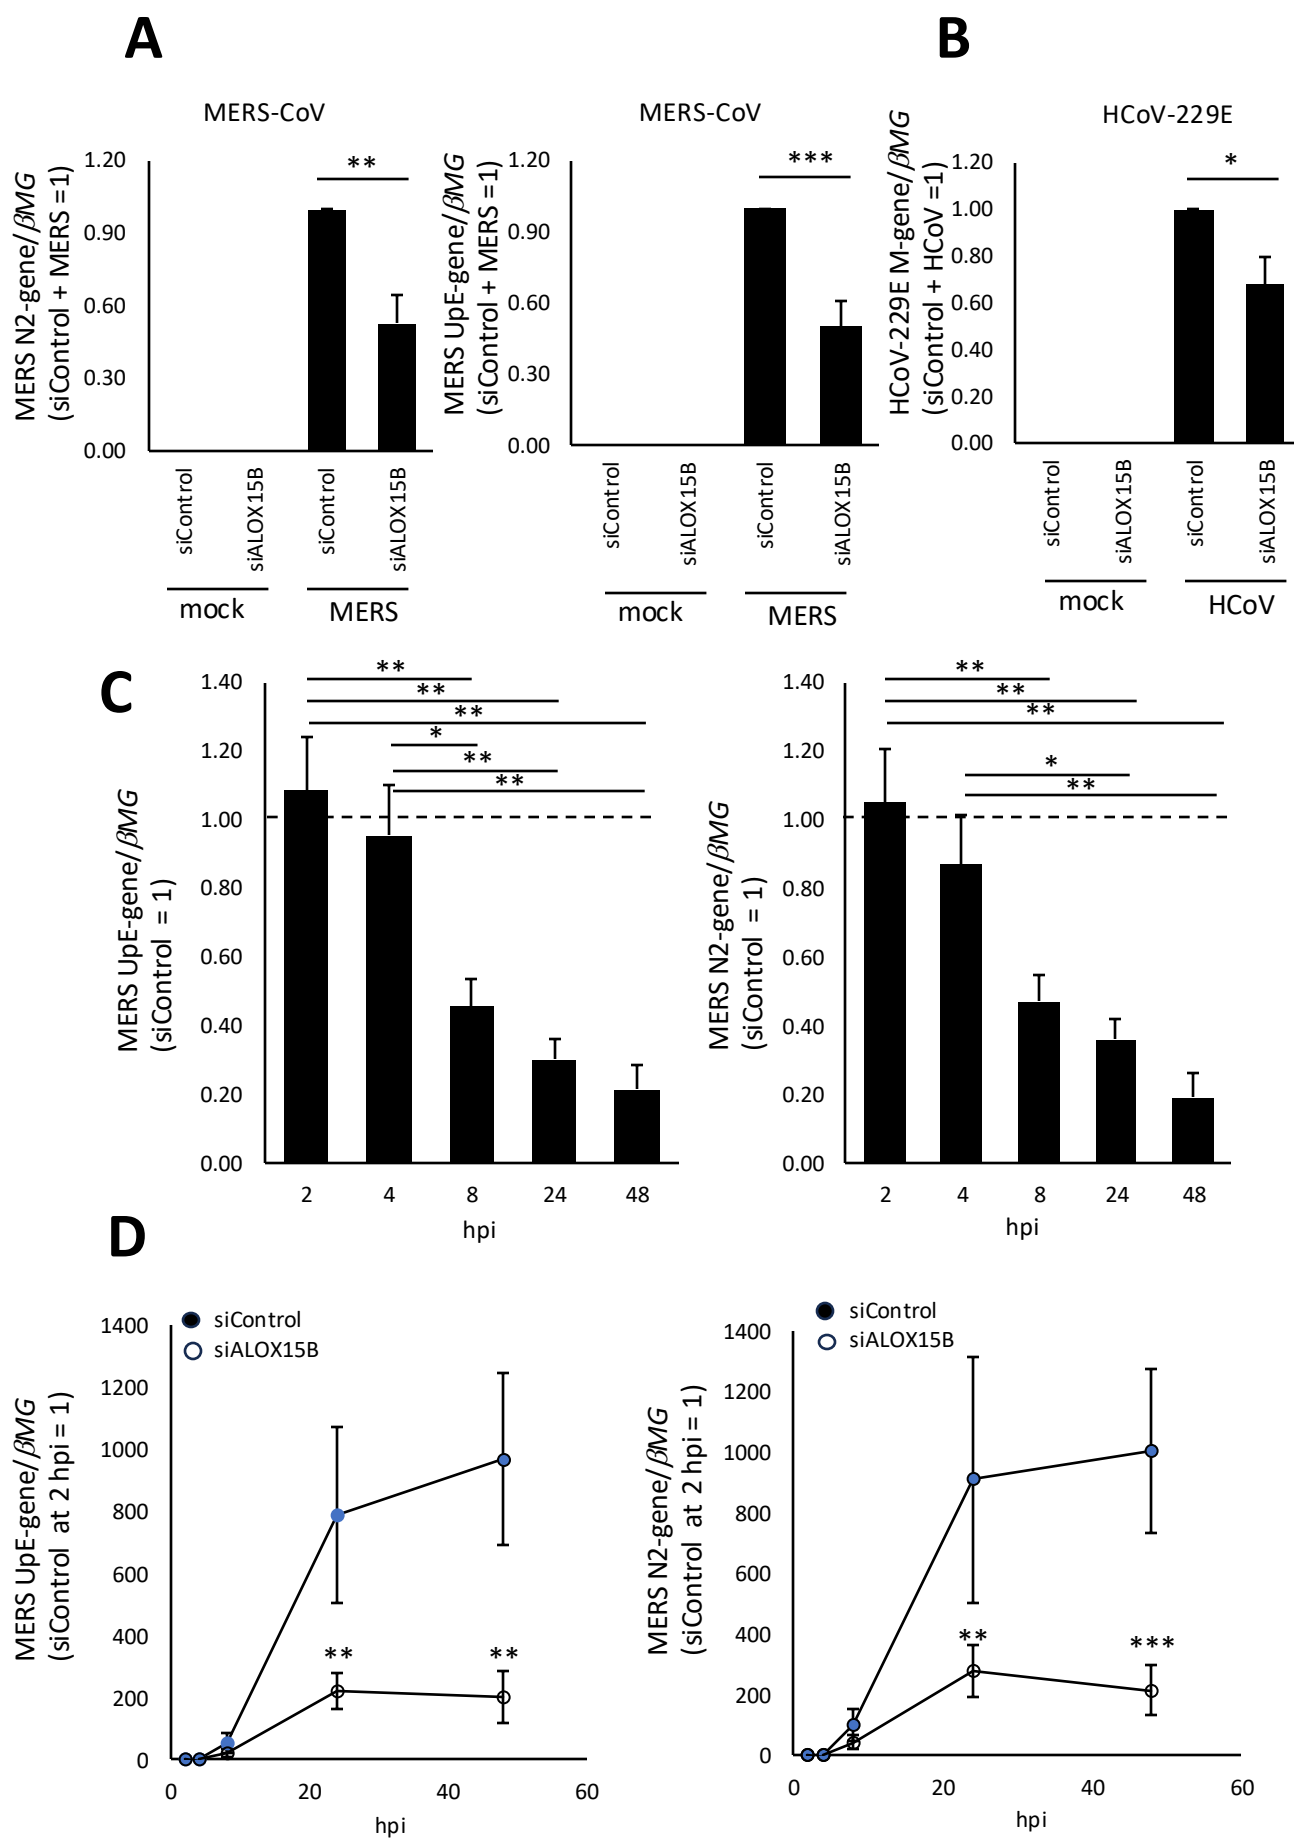 A
B
MERS-CoV
MERS N2-gene/βMG
(siControl + MERS =1)
1.20
0.90
0.60
0.30
0.00
**
siControl
siALOX15B
siControl
siALOX15B
mock
MERS
MERS-CoV
MERS UpE-gene/βMG
(siControl + MERS =1)
1.20
0.90
0.60
0.30
0.00
***
siControl
siALOX15B
siControl
siALOX15B
mock
MERS
HCoV-229E
HCoV-229E M-gene/βMG
(siControl + HCoV =1)
1.20
1.00
0.80
0.60
0.40
0.20
0.00
*
siControl
siALOX15B
siControl
siALOX15B
mock
HCoV
C
MERS UpE-gene/βMG
(siControl = 1)
1.40
1.20
1.00
0.80
0.60
0.40
0.20
0.00
**
**
**
*
**
**
2 4 8 24 48
hpi
MERS N2-gene/βMG
(siControl = 1)
1.40
1.20
1.00
0.80
0.60
0.40
0.20
0.00
**
**
**
*
**
2 4 8 24 48
hpi
D
siControl
siALOX15B
MERS UpE-gene/βMG
(siControl at 2 hpi = 1)
1400
1200
1000
800
600
400
200
0
** **
0 20 40 60
hpi
siControl
siALOX15B
MERS N2-gene/βMG
(siControl at 2 hpi = 1)
1400
1200
1000
800
600
400
200
0
** ***
0 20 40 60
hpi